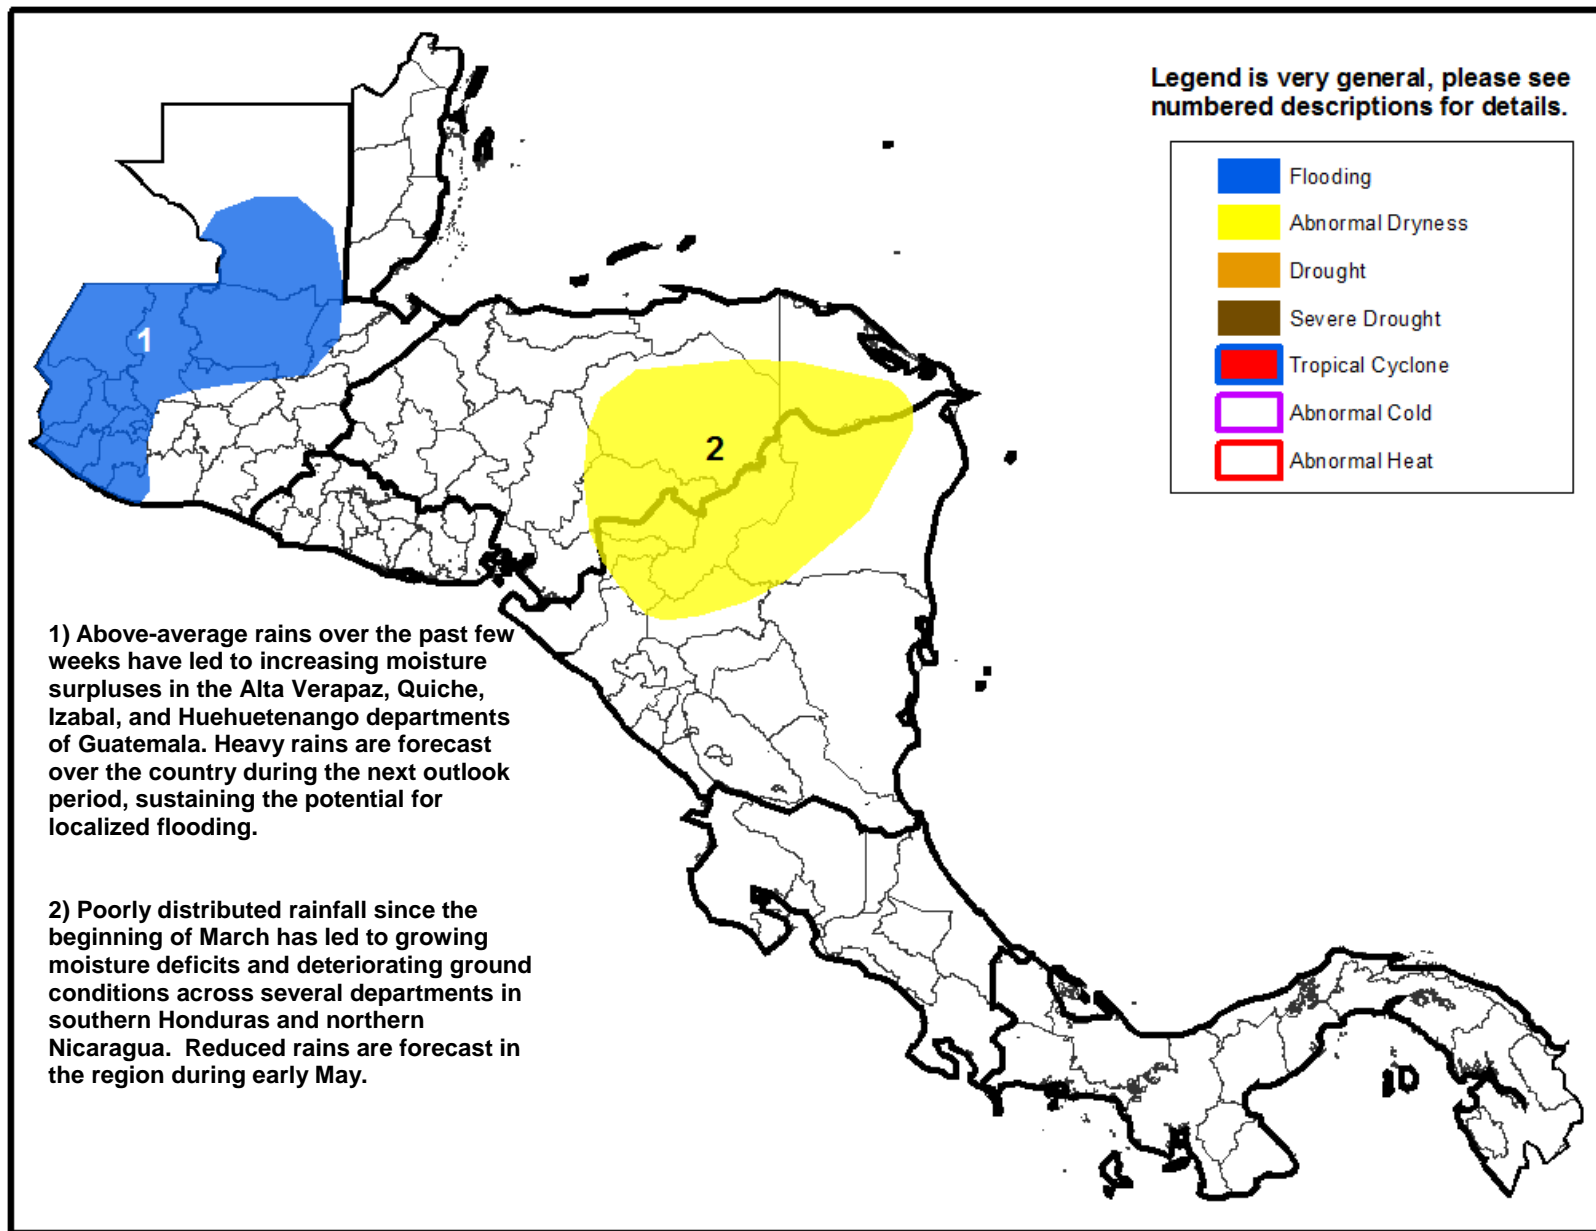 Legend is very general, please see
numbered descriptions for details.
Flooding
Abnormal Dryness
Drought
Severe Drought
Tropical Cyclone
Abnormal Cold
Abnormal Heat
1
2
1) Above-average rains over the past few
weeks have led to increasing moisture
surpluses in the Alta Verapaz, Quiche,
Izabal, and Huehuetenango departments
of Guatemala. Heavy rains are forecast
over the country during the next outlook
period, sustaining the potential for
localized flooding.
2) Poorly distributed rainfall since the
beginning of March has led to growing
moisture deficits and deteriorating ground
conditions across several departments in
southern Honduras and northern
Nicaragua.  Reduced rains are forecast in
the region during early May.